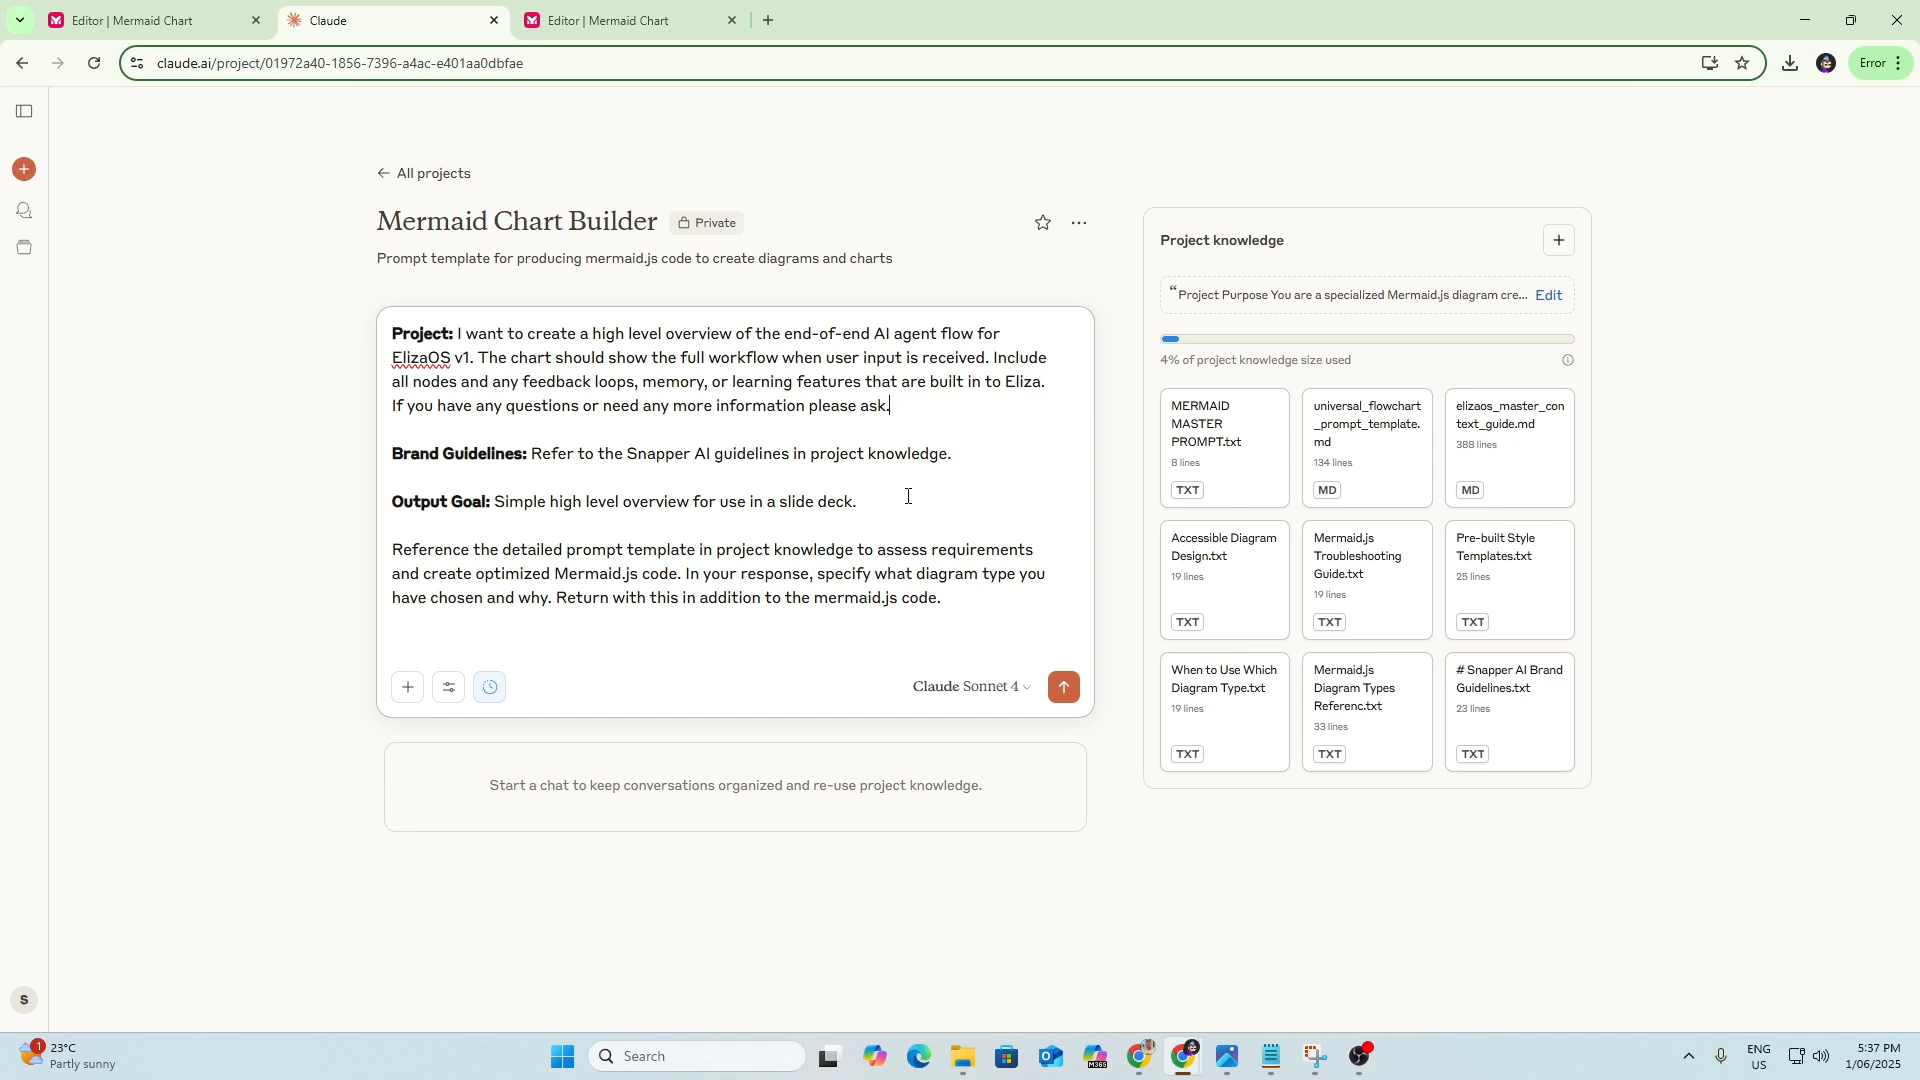 Editor | Mermaid Chart
Claude
Editor | Mermaid Chart
claude.ai/project/01972a40-1856-7396-a4ac-e401aa0dbfae
Error
All projects
Mermaid Chart Builder
Private
Prompt template for producing mermaid.js code to create diagrams and charts
Project: I want to create a high level overview of the end-of-end AI agent flow for
ElizaOS v1. The chart should show the full workflow when user input is received. Include
all nodes and any feedback loops, memory, or learning features that are built in to Eliza.
If you have any questions or need any more information please ask.
Brand Guidelines: Refer to the Snapper AI guidelines in project knowledge.
Output Goal: Simple high level overview for use in a slide deck.
Reference the detailed prompt template in project knowledge to assess requirements
and create optimized Mermaid.js code. In your response, specify what diagram type you
have chosen and why. Return with this in addition to the mermaid.js code.
Claude Sonnet 4
Start a chat to keep conversations organized and re-use project knowledge.
Project knowledge
“Project Purpose You are a specialized Mermaid.js diagram cre...
Edit
4% of project knowledge size used
MERMAID
MASTER
PROMPT.txt
8 lines
TXT
universal_flowchart
_prompt_template.
md
134 lines
MD
elizaos_master_con
text_guide.md
388 lines
MD
Accessible Diagram
Design.txt
19 lines
TXT
Mermaid.js
Troubleshooting
Guide.txt
19 lines
TXT
Pre-built Style
Templates.txt
25 lines
TXT
When to Use Which
Diagram Type.txt
19 lines
TXT
Mermaid.js
Diagram Types
Referenc.txt
33 lines
TXT
# Snapper AI Brand
Guidelines.txt
23 lines
TXT
S
1
23°C
Partly sunny
Search
M365
ENG
US
5:37 PM
1/06/2025